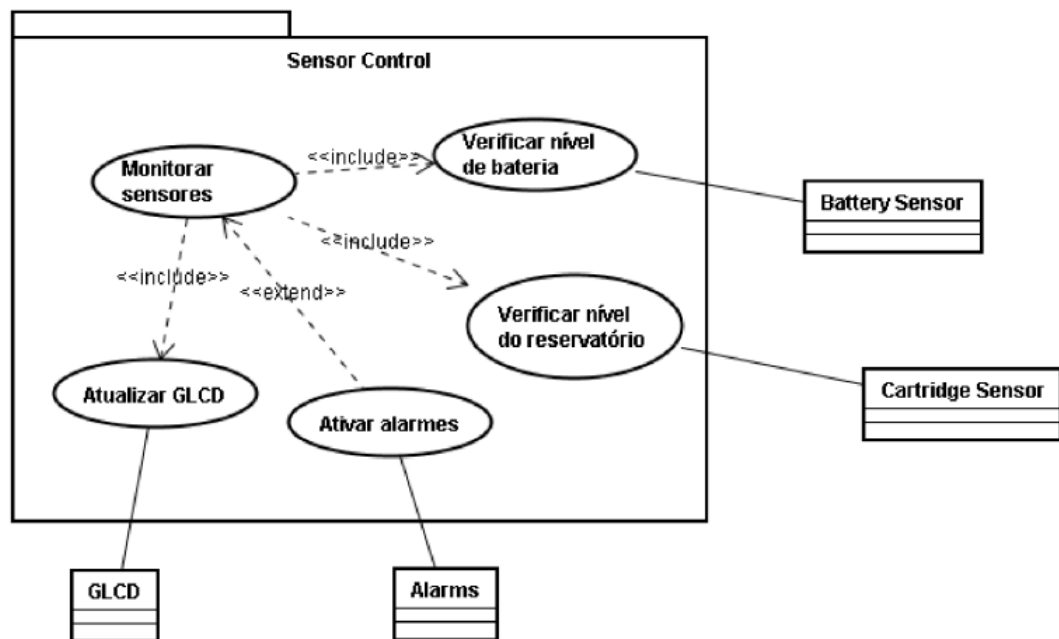 Sensor Control
Verificar nível
de bateria
<<include>>
Monitorar
sensores
Battery Sensor
<<include>>
<<include>>
<<extend>>
Verificar nível
do reservatório
Atualizar GLCD
Ativar alarmes
Cartridge Sensor
GLCD
Alarms